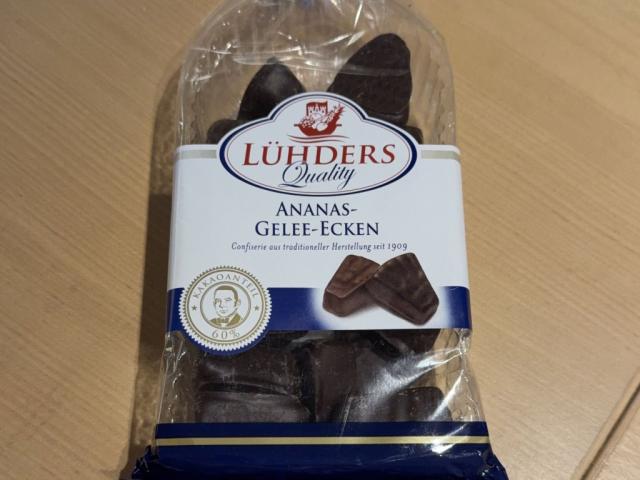 LÜHDERS
Quality
ANANAS-
GELEE-ECKEN
Confiserie aus traditioneller Herstellung seit 1909
KAKAOANTEIL
60%